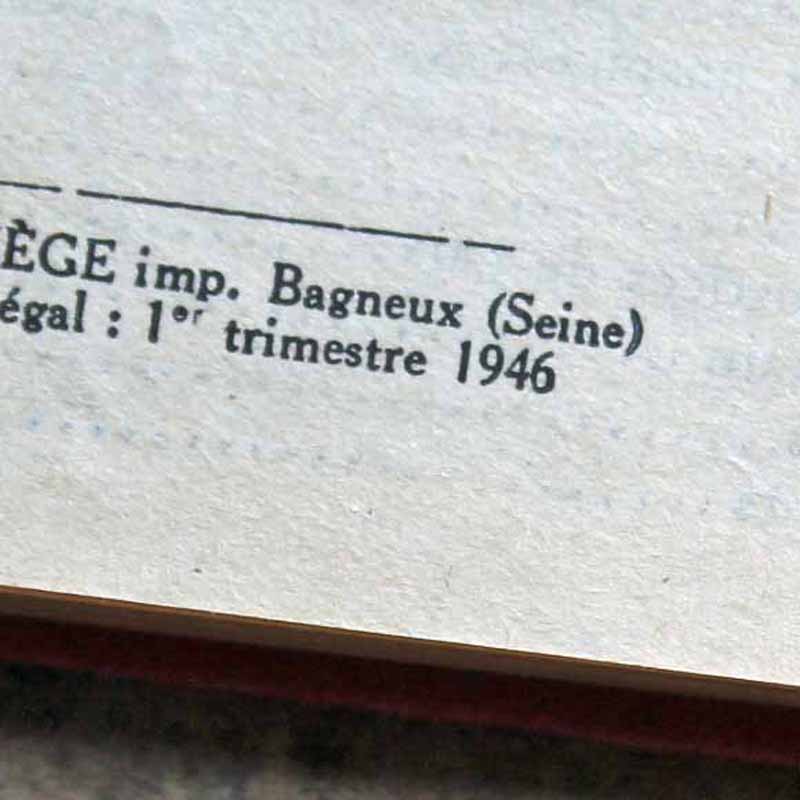 ÈGE imp. Bagneux (Seine)
égal : 1er trimestre 1946